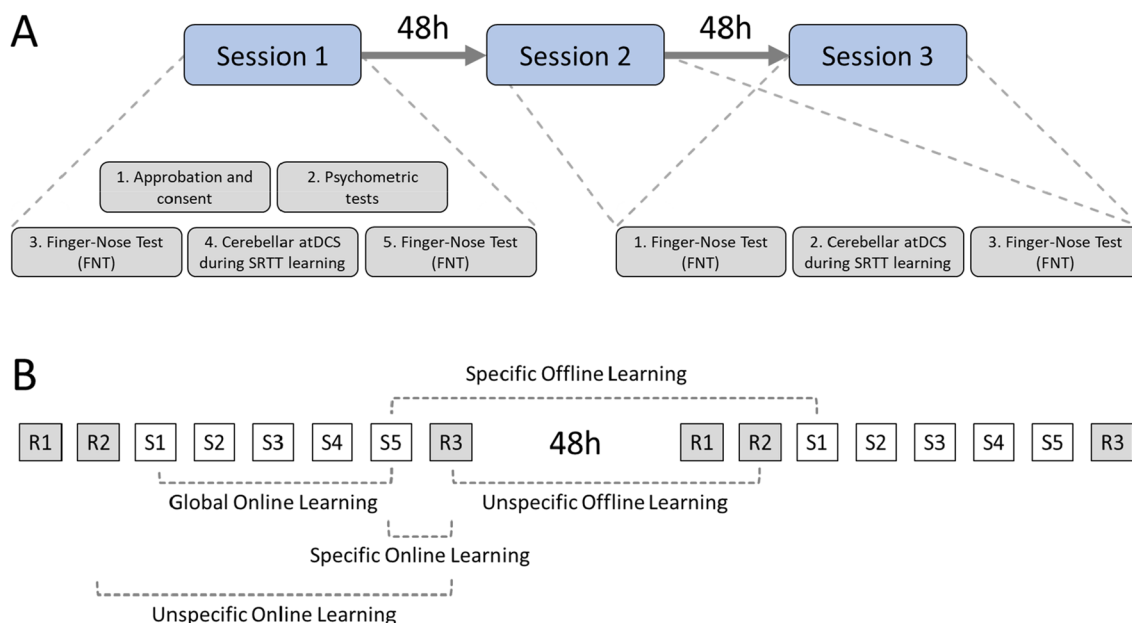 A
48h
48h
Session 1
Session 2
Session 3
1. Approbation and
consent
2. Psychometric
tests
3. Finger-Nose Test
(FNT)
4. Cerebellar atDCS
during SRTT learning
5. Finger-Nose Test
(FNT)
1. Finger-Nose Test
(FNT)
2. Cerebellar atDCS
during SRTT learning
3. Finger-Nose Test
(FNT)
B
Specific Offline Learning
R1 R2 S1 S2 S3 S4 S5 R3 48h R1 R2 S1 S2 S3 S4 S5 R3
Global Online Learning
Unspecific Offline Learning
Specific Online Learning
Unspecific Online Learning